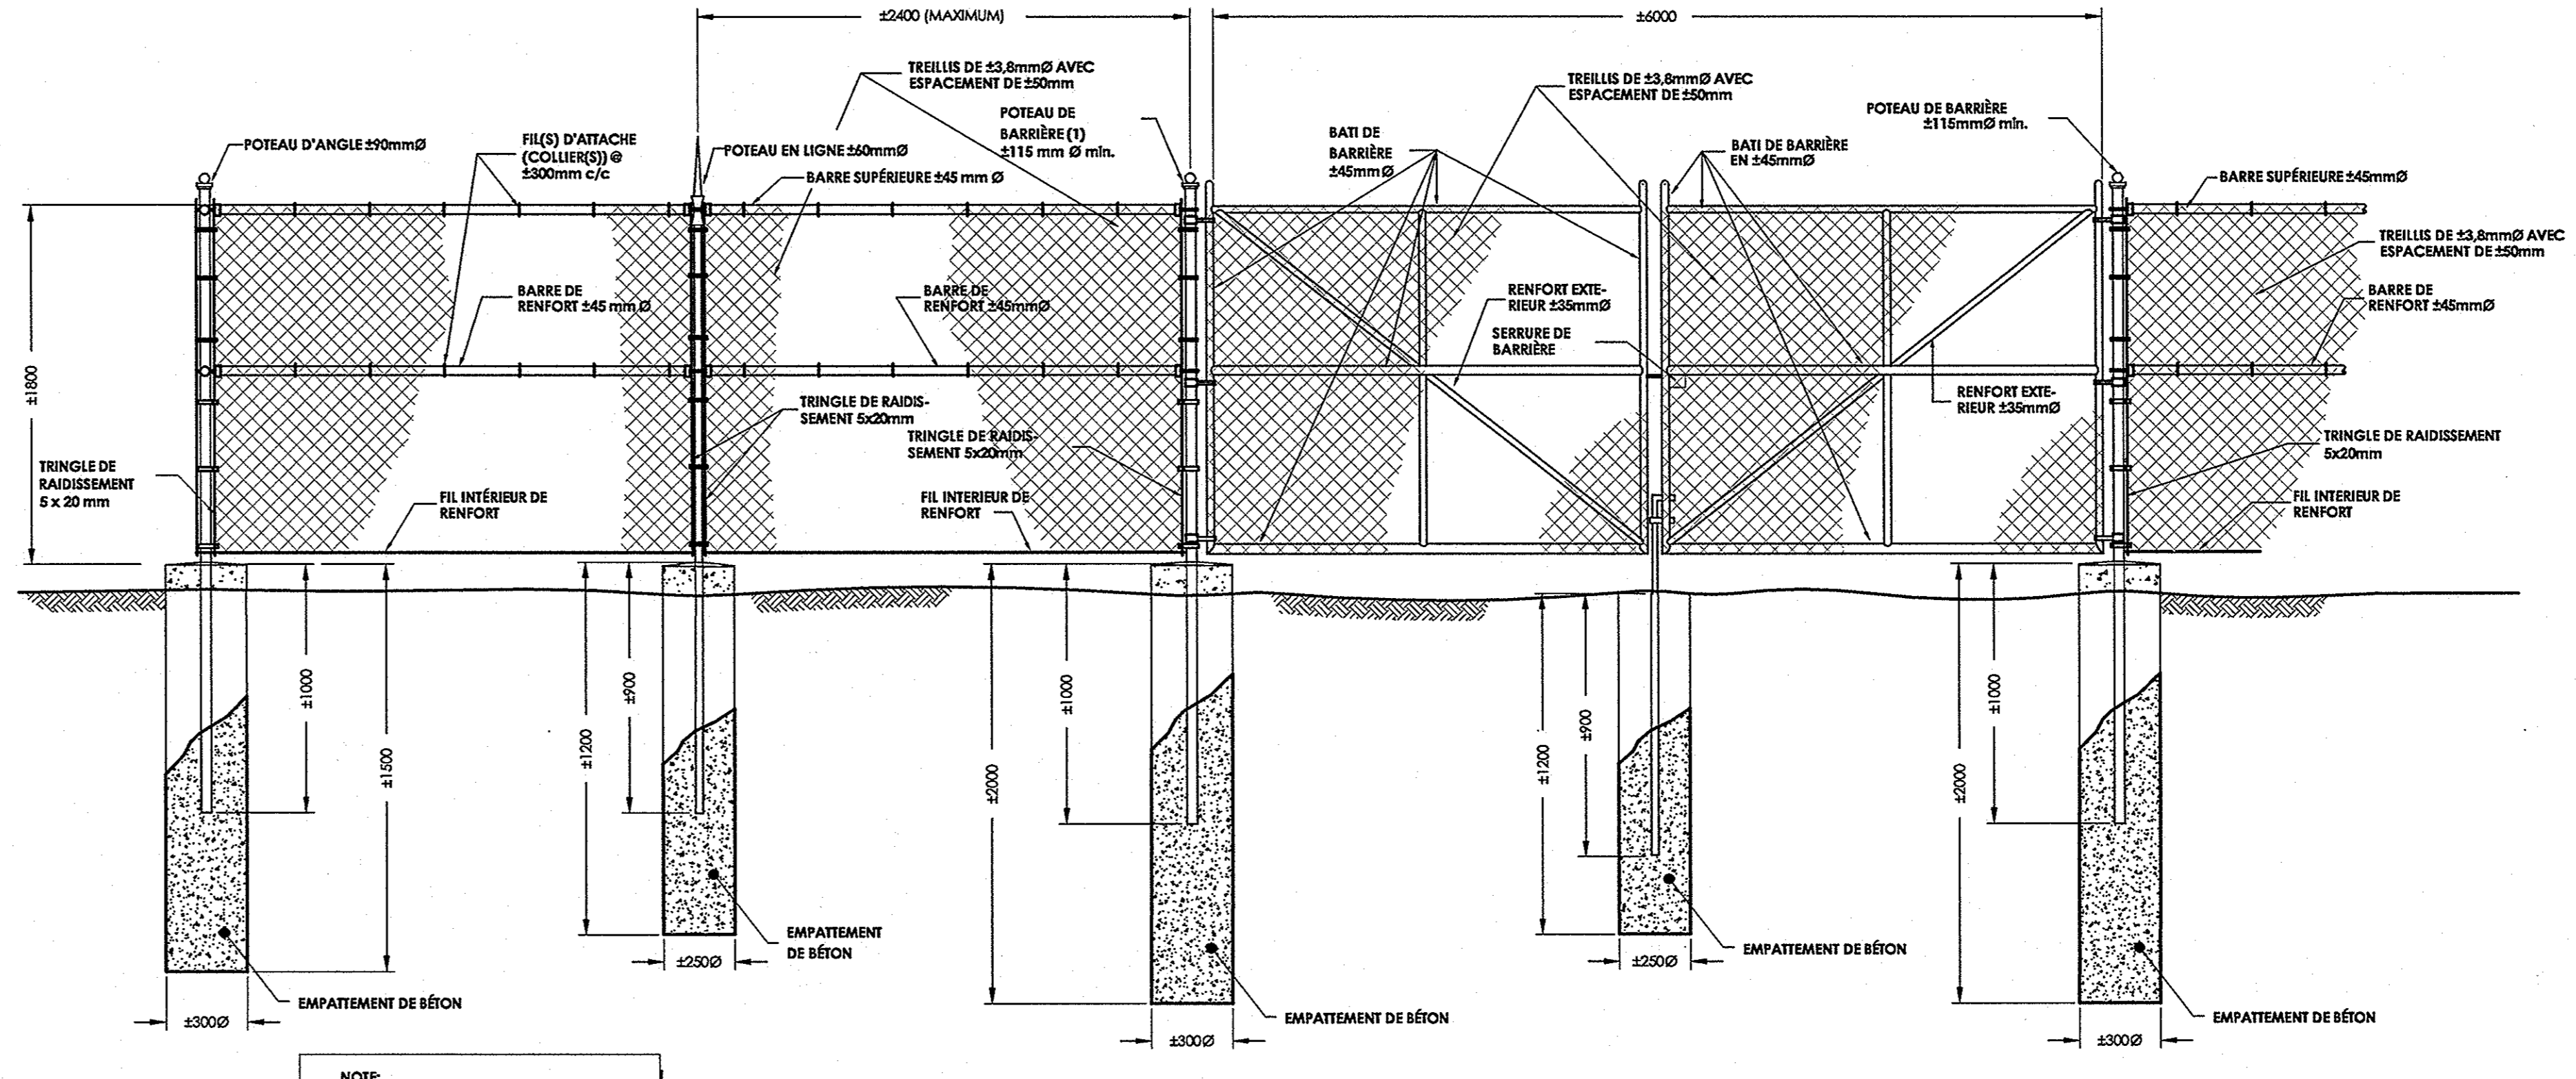 ±2400 (MAXIMUM)
±6000
TREILLIS DE ±3,8mmØ AVEC
ESPACEMENT DE ±50mm
TREILLIS DE ±3,8mmØ AVEC
ESPACEMENT DE ±50mm
POTEAU DE
BARRIÈRE (1)
±115 mm Ø min.
POTEAU DE BARRIÈRE
±115mmØ min.
POTEAU D'ANGLE ±90mmØ
FIL(S) D'ATTACHE
(COLLIER(S)) @
±300mm c/c
POTEAU EN LIGNE ±60mmØ
BARRE SUPÉRIEURE ±45 mm Ø
BATI DE
BARRIÈRE
±45mmØ
BATI DE BARRIÈRE
EN ±45mmØ
BARRE SUPÉRIEURE ±45mmØ
TREILLIS DE ±3,8mmØ AVEC
ESPACEMENT DE ±50mm
BARRE DE
RENFORT ±45 mm Ø
BARRE DE
RENFORT ±45mmØ
RENFORT EXTE-
RIEUR ±35mmØ
SERRURE DE
BARRIÈRE
BARRE DE
RENFORT ±45mmØ
±1800
TRINGLE DE RAIDIS-
SEMENT 5x20mm
TRINGLE DE RAIDIS-
SEMENT 5x20mm
RENFORT EXTE-
RIEUR ±35mmØ
TRINGLE DE RAIDISSEMENT
5x20mm
TRINGLE DE
RAIDISSEMENT
5 x 20 mm
FIL INTÉRIEUR DE
RENFORT
FIL INTERIEUR DE
RENFORT
FIL INTERIEUR DE
RENFORT
±1000
±1500
±1200
±900
±2000
±1000
±1200
±900
±2000
±1000
EMPATTEMENT
DE BÉTON
±250Ø
EMPATTEMENT DE BÉTON
±250Ø
EMPATTEMENT DE BÉTON
±300Ø
EMPATTEMENT DE BÉTON
±300Ø
EMPATTEMENT DE BÉTON
±300Ø
NOTE: